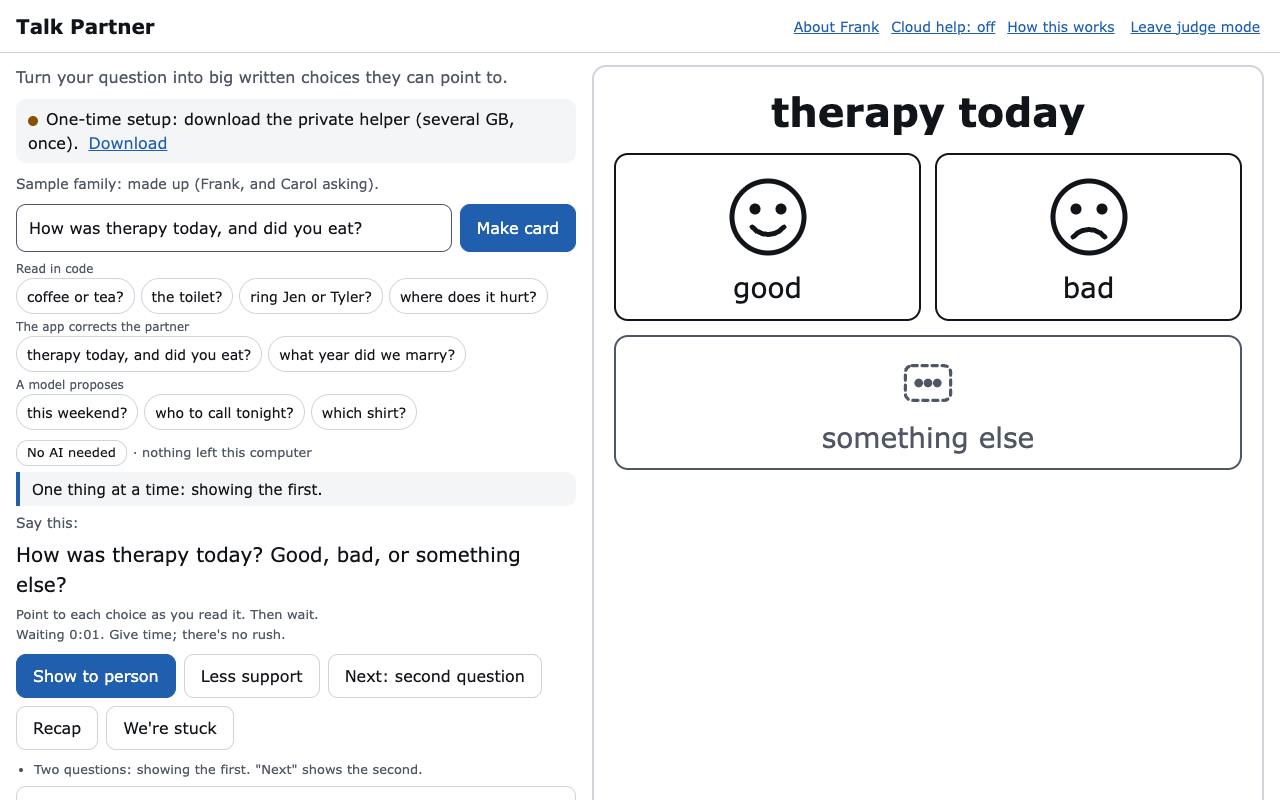 Talk Partner
About Frank
Cloud help: off
How this works
Leave judge mode
Turn your question into big written choices they can point to.
One-time setup: download the private helper (several GB,
once). Download
Sample family: made up (Frank, and Carol asking).
How was therapy today, and did you eat?
Make card
Read in code
coffee or tea?
the toilet?
ring Jen or Tyler?
where does it hurt?
The app corrects the partner
therapy today, and did you eat?
what year did we marry?
A model proposes
this weekend?
who to call tonight?
which shirt?
No AI needed · nothing left this computer
One thing at a time: showing the first.
Say this:
How was therapy today? Good, bad, or something
else?
Point to each choice as you read it. Then wait.
Waiting 0:01. Give time; there's no rush.
Show to person
Less support
Next: second question
Recap
We're stuck
• Two questions: showing the first. "Next" shows the second.
therapy today
good
bad
something else